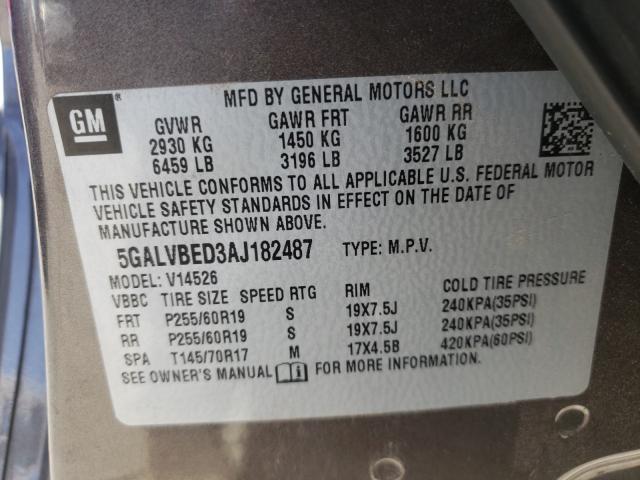 MFD BY GENERAL MOTORS LLC
GM®
GVWR GAWR FRT GAWR RR
2930 KG 1450 KG 1600 KG
6459 LB 3196 LB 3527 LB
THIS VEHICLE CONFORMS TO ALL APPLICABLE U.S. FEDERAL MOTOR
VEHICLE SAFETY STANDARDS IN EFFECT ON THE DATE OF
MANUFACTURE SHOWN ABOVE.
5GALVBED3AJ182487 TYPE: M.P.V.
MODEL: V14526
VBBC TIRE SIZE SPEED RTG RIM COLD TIRE PRESSURE
FRT P255/60R19 S 19X7.5J 240KPA(35PSI)
RR P255/60R19 S 19X7.5J 240KPA(35PSI)
SPA T145/70R17 M 17X4.5B 420KPA(60PSI)
SEE OWNER'S MANUAL FOR MORE INFORMATION.